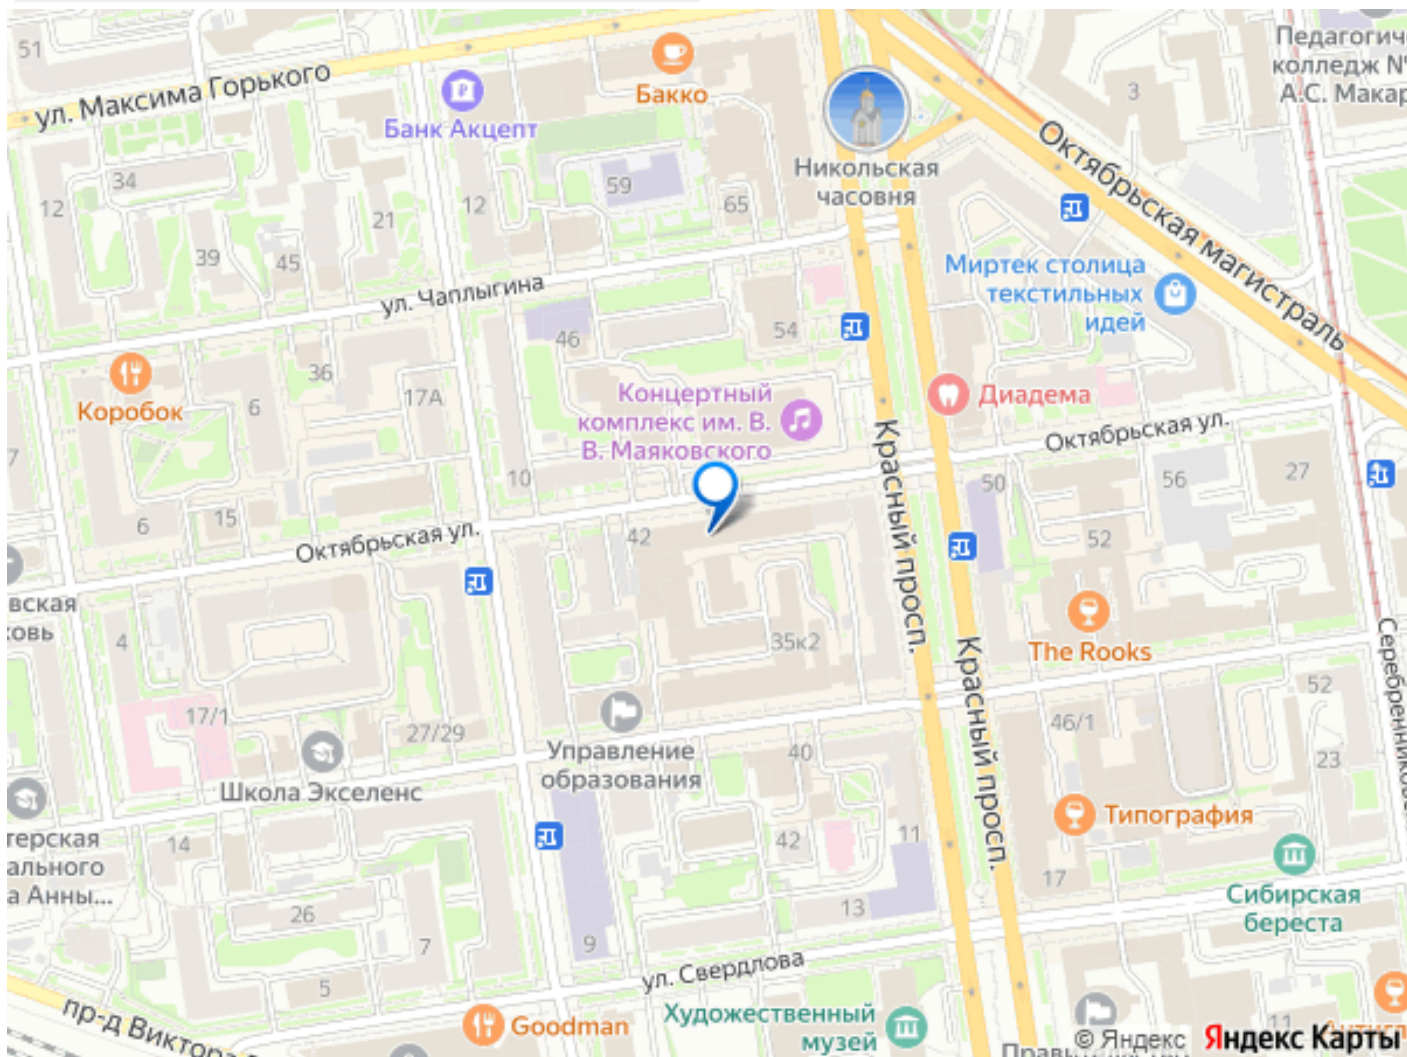 51
ул. Максима Горького
Бакко
Банк Акцепт
Никольская
часовня
Педагогич
колледж №
А.С. Макар
3
Октябрьская магистраль
34
12
39
45
21
12
59
65
ул. Чаплыгина
Миртек столица
текстильных
идей
46
54
36
17А
6
Коробок
7
Концертный
комплекс им. В.
В. Маяковского
Диадема
Октябрьская ул.
Красный просп.
10
6
15
Октябрьская ул.
42
50
56
27
52
вская
овь
4
35к2
The Rooks
Красный просп.
Серебренниковс
17/1
27/29
Школа Экселенс
Управление
образования
40
46/1
52
23
Типография
терская
ального
а Анны...
14
42
11
17
Сибирская
береста
26
7
9
13
5
ул. Свердлова
пр-д Виктора
Goodman
Художественный
музей
11
© Яндекс
Яндекс Карты